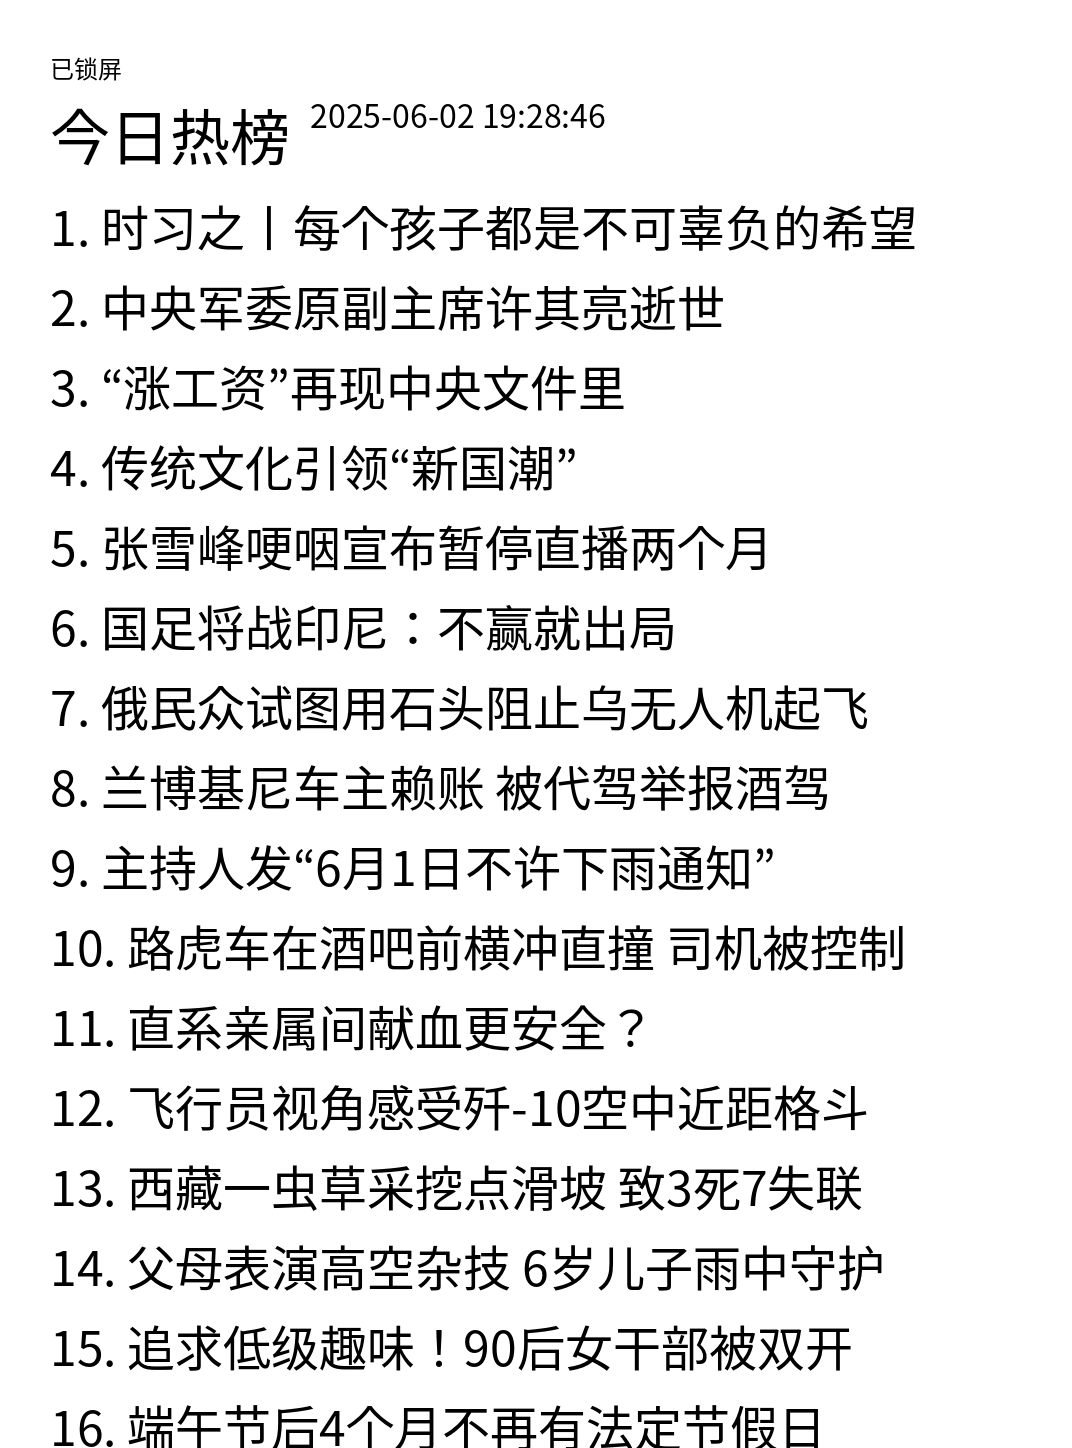 已锁屏
今日热榜 2025-06-02 19:28:46
1. 时习之丨每个孩子都是不可辜负的希望
2. 中央军委原副主席许其亮逝世
3. “涨工资”再现中央文件里
4. 传统文化引领“新国潮”
5. 张雪峰哽咽宣布暂停直播两个月
6. 国足将战印尼：不赢就出局
7. 俄民众试图用石头阻止乌无人机起飞
8. 兰博基尼车主赖账 被代驾举报酒驾
9. 主持人发“6月1日不许下雨通知”
10. 路虎车在酒吧前横冲直撞 司机被控制
11. 直系亲属间献血更安全？
12. 飞行员视角感受歼-10空中近距格斗
13. 西藏一虫草采挖点滑坡 致3死7失联
14. 父母表演高空杂技 6岁儿子雨中守护
15. 追求低级趣味！90后女干部被双开
16. 端午节后4个月不再有法定节假日